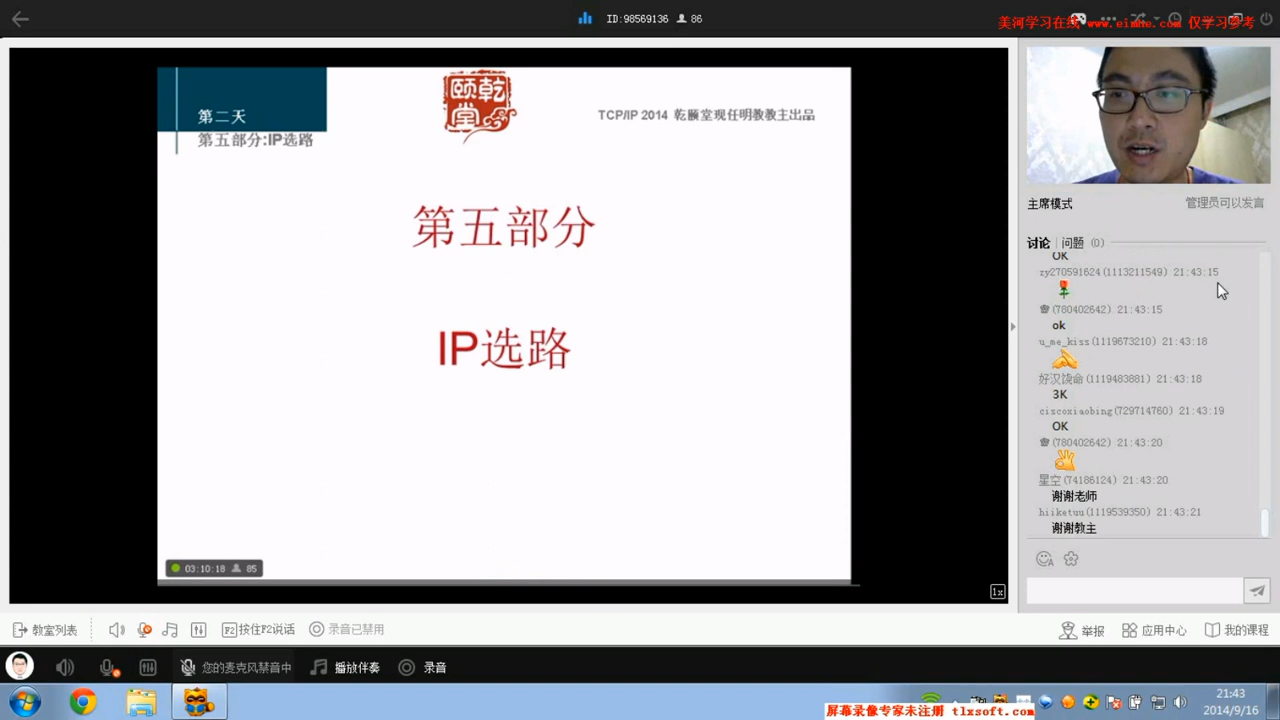 ID:98569136 86
美河学习在线 www.eimhe.com 仅学习参考
第二天
第五部分:IP选路
颐乾堂
TCP/IP 2014 乾颐堂现任明教教主出品
第五部分
IP选路
03:10:18 85
1x
主席模式 管理员可以发言
讨论 问题 (0)
OK
zy270591624(1113211549) 21:43:15
(780402642) 21:43:15
ok
u_me_kiss(1119673210) 21:43:18
好汉饶命(1119483881) 21:43:18
3K
ciscoxiaobing(729714760) 21:43:19
OK
(780402642) 21:43:20
星空(74186124) 21:43:20
谢谢老师
hiiketuu(1119539350) 21:43:21
谢谢教主
教室列表 F2 按住F2说话 录音已禁用
举报 应用中心 我的课程
您的麦克风禁音中 播放伴奏 录音
21:43
2014/9/16
屏幕录像专家未注册 tlxsoft.com